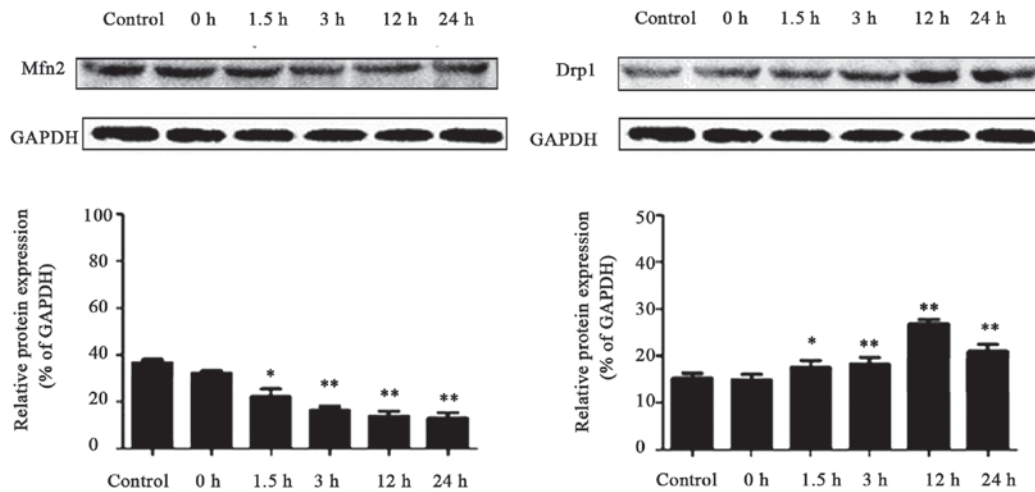 Control 0 h 1.5 h 3 h 12 h 24 h
Mfn2
GAPDH
Relative protein expression
(% of GAPDH)
100
80
60
40
20
0
* ** ** **
Control 0 h 1.5 h 3 h 12 h 24 h
Control 0 h 1.5 h 3 h 12 h 24 h
Drp1
GAPDH
Relative protein expression
(% of GAPDH)
50
40
30
20
10
0
* ** ** **
Control 0 h 1.5 h 3 h 12 h 24 h